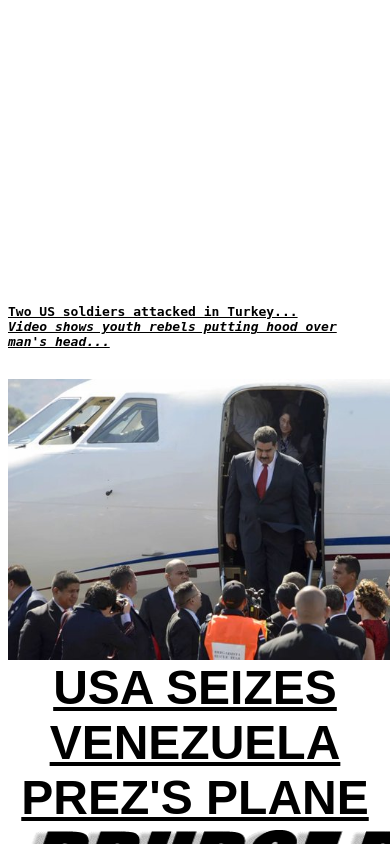 Two US soldiers attacked in Turkey...
Video shows youth rebels putting hood over
man's head...
USA SEIZES
VENEZUELA
PREZ'S PLANE